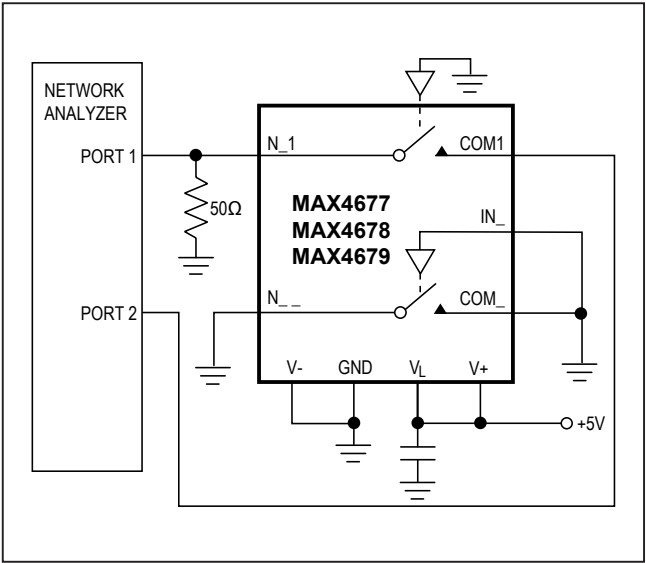 NETWORK
ANALYZER
PORT 1
N_1
COM1
50Ω
MAX4677
MAX4678
MAX4679
IN_
PORT 2
N_ _
COM_
V-
GND
VL
V+
+5V